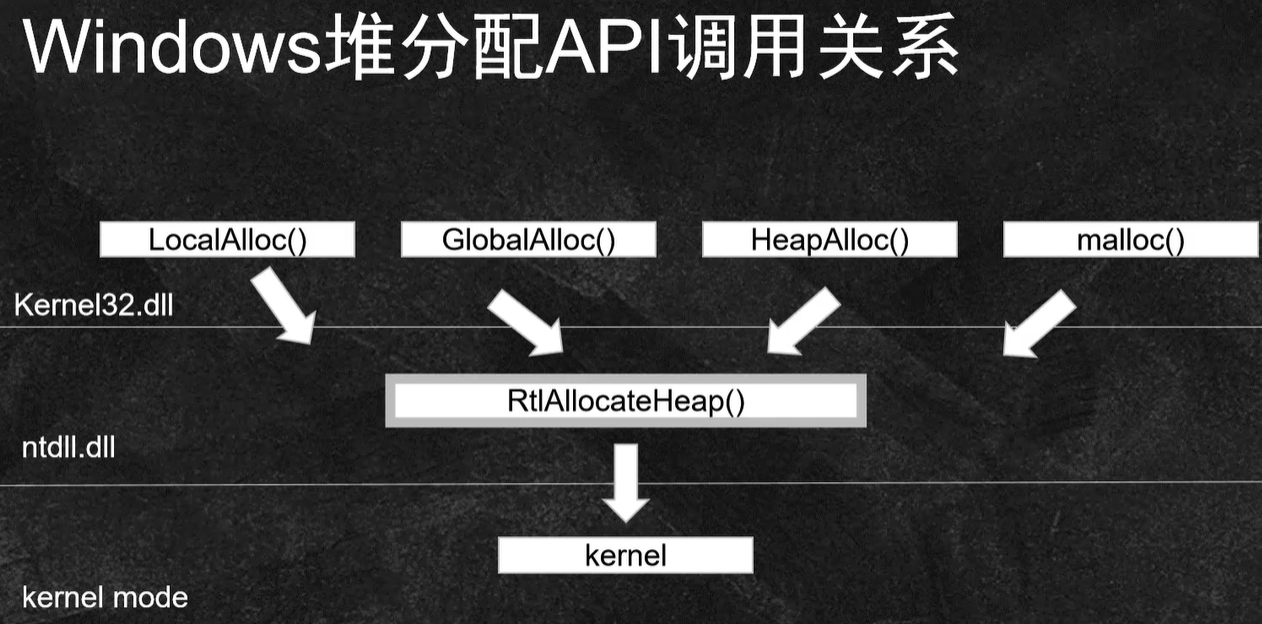 Windows堆分配API调用关系
LocalAlloc()
GlobalAlloc()
HeapAlloc()
malloc()
Kernel32.dll
RtlAllocateHeap()
ntdll.dll
kernel
kernel mode